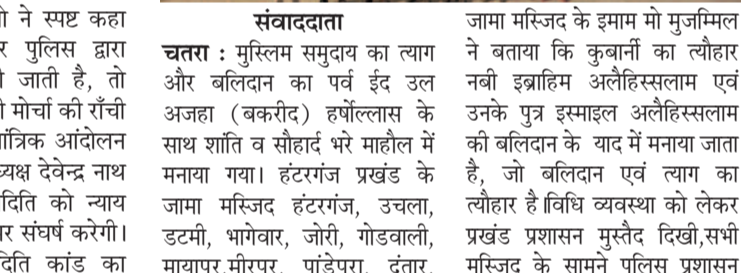 ो ने स्पष्ट कहा
र पुलिस द्वारा
ो जाती है, तो
ो मोर्चा की राँची
ांत्रिक आंदोलन
्यक्ष देवेन्द्र नाथ
दिति को न्याय
र संघर्ष करेगी।
दिति कांड का
संवाददाता
चतरा : मुस्लिम समुदाय का त्याग
और बलिदान का पर्व ईद उल
अजहा (बकरीद) हर्षोल्लास के
साथ शांति व सौहार्द भरे माहौल में
मनाया गया। हंटरगंज प्रखंड के
जामा मस्जिद हंटरगंज, उचला,
डटमी, भागेवार, जोरी, गोडवाली,
मायापुर,मीरपुर, पांडेपुरा, दंतार,
जामा मस्जिद के इमाम मो मुजम्मिल
ने बताया कि कुबार्नी का त्यौहार
नबी इब्राहिम अलैहिस्सलाम एवं
उनके पुत्र इस्माइल अलैहिस्सलाम
की बलिदान के याद में मनाया जाता
है, जो बलिदान एवं त्याग का
त्यौहार है।विधि व्यवस्था को लेकर
प्रखंड प्रशासन मुस्तैद दिखी,सभी
मस्जिद के सामने पुलिस प्रशासन